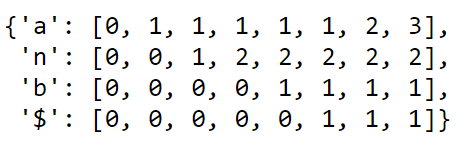 {'a': [0, 1, 1, 1, 1, 1, 2, 3],
'n': [0, 0, 1, 2, 2, 2, 2, 2],
'b': [0, 0, 0, 0, 1, 1, 1, 1],
'$': [0, 0, 0, 0, 0, 1, 1, 1]}